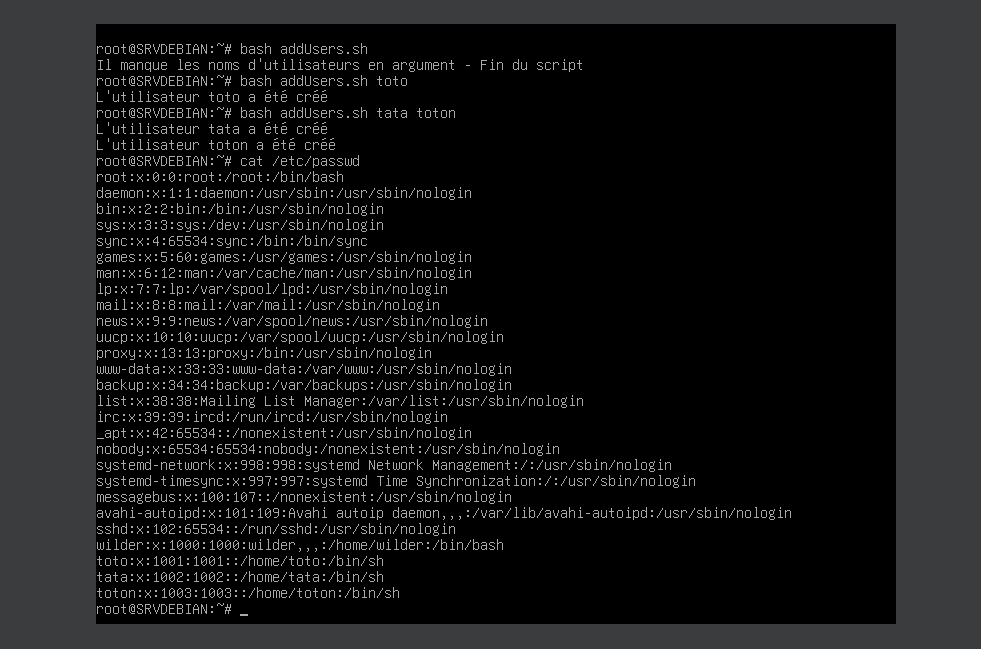 root@SRVDEBIAN:~# bash addUsers.sh
Il manque les noms d'utilisateurs en argument - Fin du script
root@SRVDEBIAN:~# bash addUsers.sh toto
L'utilisateur toto a été créé
root@SRVDEBIAN:~# bash addUsers.sh tata toton
L'utilisateur tata a été créé
L'utilisateur toton a été créé
root@SRVDEBIAN:~# cat /etc/passwd
root:x:0:0:root:/root:/bin/bash
daemon:x:1:1:daemon:/usr/sbin:/usr/sbin/nologin
bin:x:2:2:bin:/bin:/usr/sbin/nologin
sys:x:3:3:sys:/dev:/usr/sbin/nologin
sync:x:4:65534:sync:/bin:/bin/sync
games:x:5:60:games:/usr/games:/usr/sbin/nologin
man:x:6:12:man:/var/cache/man:/usr/sbin/nologin
lp:x:7:7:lp:/var/spool/lpd:/usr/sbin/nologin
mail:x:8:8:mail:/var/mail:/usr/sbin/nologin
news:x:9:9:news:/var/spool/news:/usr/sbin/nologin
uucp:x:10:10:uucp:/var/spool/uucp:/usr/sbin/nologin
proxy:x:13:13:proxy:/bin:/usr/sbin/nologin
www-data:x:33:33:www-data:/var/www:/usr/sbin/nologin
backup:x:34:34:backup:/var/backups:/usr/sbin/nologin
list:x:38:38:Mailing List Manager:/var/list:/usr/sbin/nologin
irc:x:39:39:ircd:/run/ircd:/usr/sbin/nologin
_apt:x:42:65534::/nonexistent:/usr/sbin/nologin
nobody:x:65534:65534:nobody:/nonexistent:/usr/sbin/nologin
systemd-network:x:998:998:systemd Network Management:/:/usr/sbin/nologin
systemd-timesync:x:997:997:systemd Time Synchronization:/:/usr/sbin/nologin
messagebus:x:100:107::/nonexistent:/usr/sbin/nologin
avahi-autoipd:x:101:109:Avahi autoip daemon,,,:/var/lib/avahi-autoipd:/usr/sbin/nologin
sshd:x:102:65534::/run/sshd:/usr/sbin/nologin
wilder:x:1000:1000:wilder,,,:/home/wilder:/bin/bash
toto:x:1001:1001::/home/toto:/bin/sh
tata:x:1002:1002::/home/tata:/bin/sh
toton:x:1003:1003::/home/toton:/bin/sh
root@SRVDEBIAN:~# _